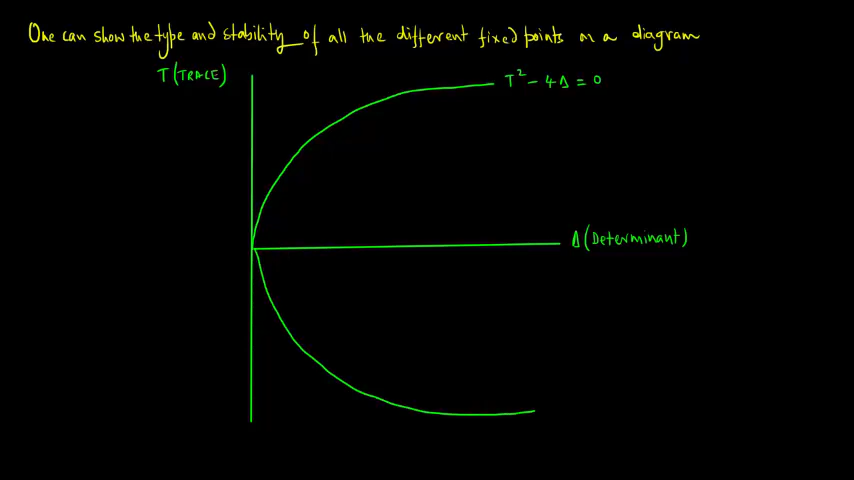 One can show the type and stability of all the different fixed points on a diagram
T (TRACE)
T² - 4Δ = 0
Δ (Determinant)